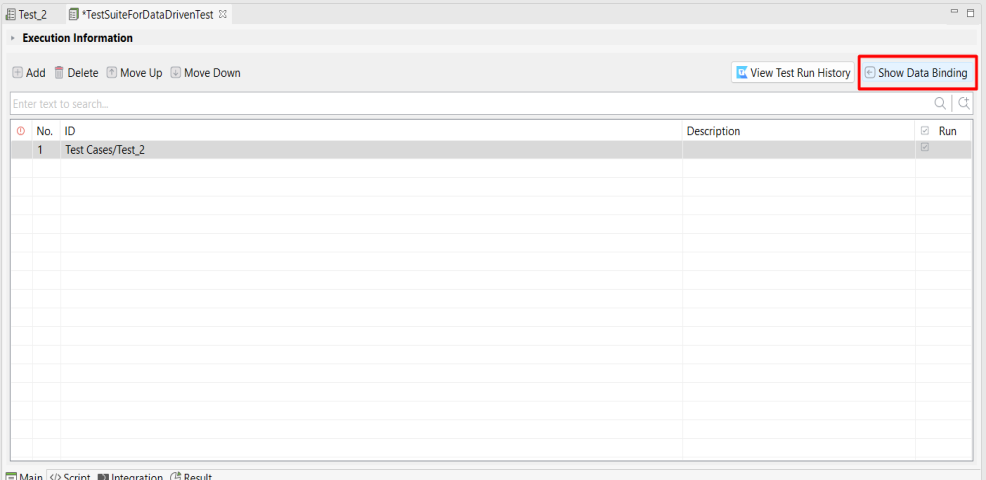 Test_2 *TestSuiteForDataDrivenTest
Execution Information
Add Delete Move Up Move Down View Test Run History Show Data Binding
Enter text to search...
No. ID Description Run
1 Test Cases/Test_2
Main </> Script Integration Result